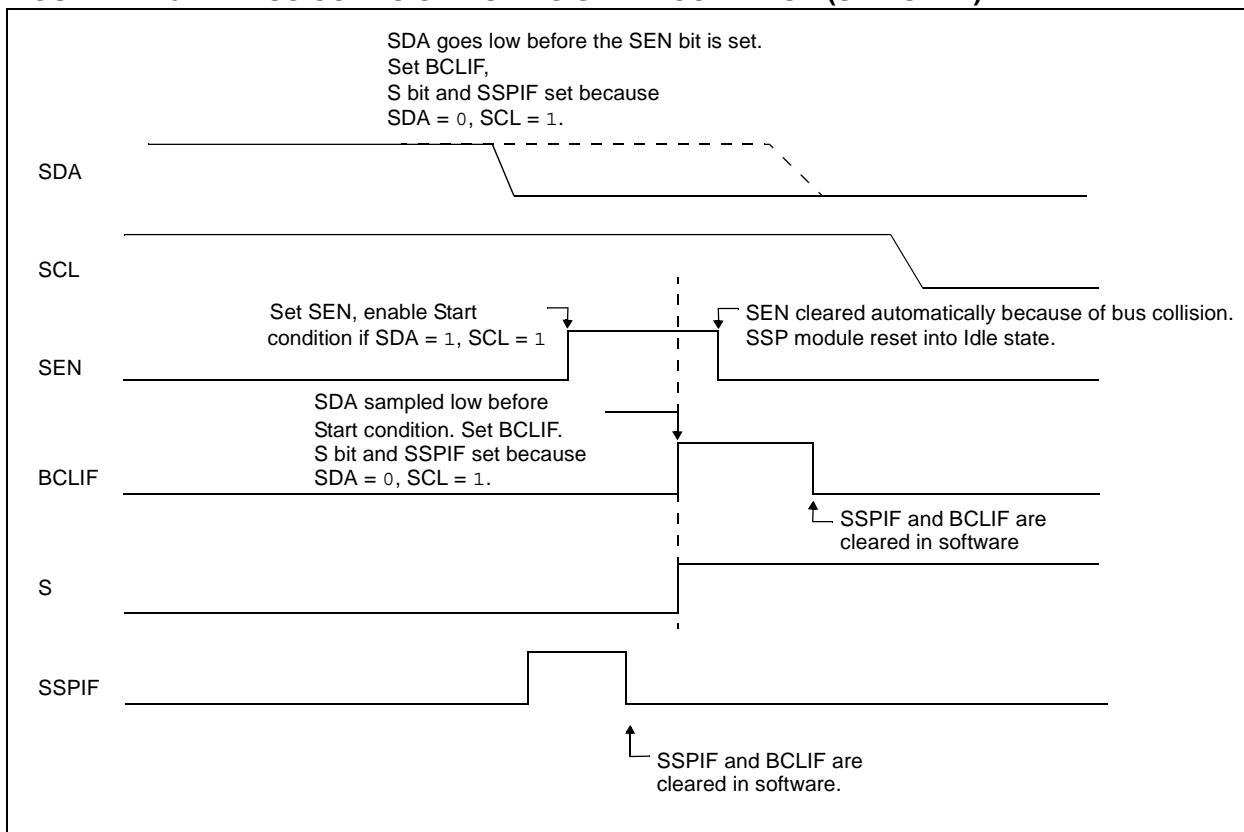 SDA goes low before the SEN bit is set.
Set BCLIF,
S bit and SSPIF set because
SDA = 0, SCL = 1.
SDA
SCL
Set SEN, enable Start
condition if SDA = 1, SCL = 1
SEN cleared automatically because of bus collision.
SSP module reset into Idle state.
SEN
SDA sampled low before
Start condition. Set BCLIF.
S bit and SSPIF set because
SDA = 0, SCL = 1.
BCLIF
SSPIF and BCLIF are
cleared in software
S
SSPIF
SSPIF and BCLIF are
cleared in software.